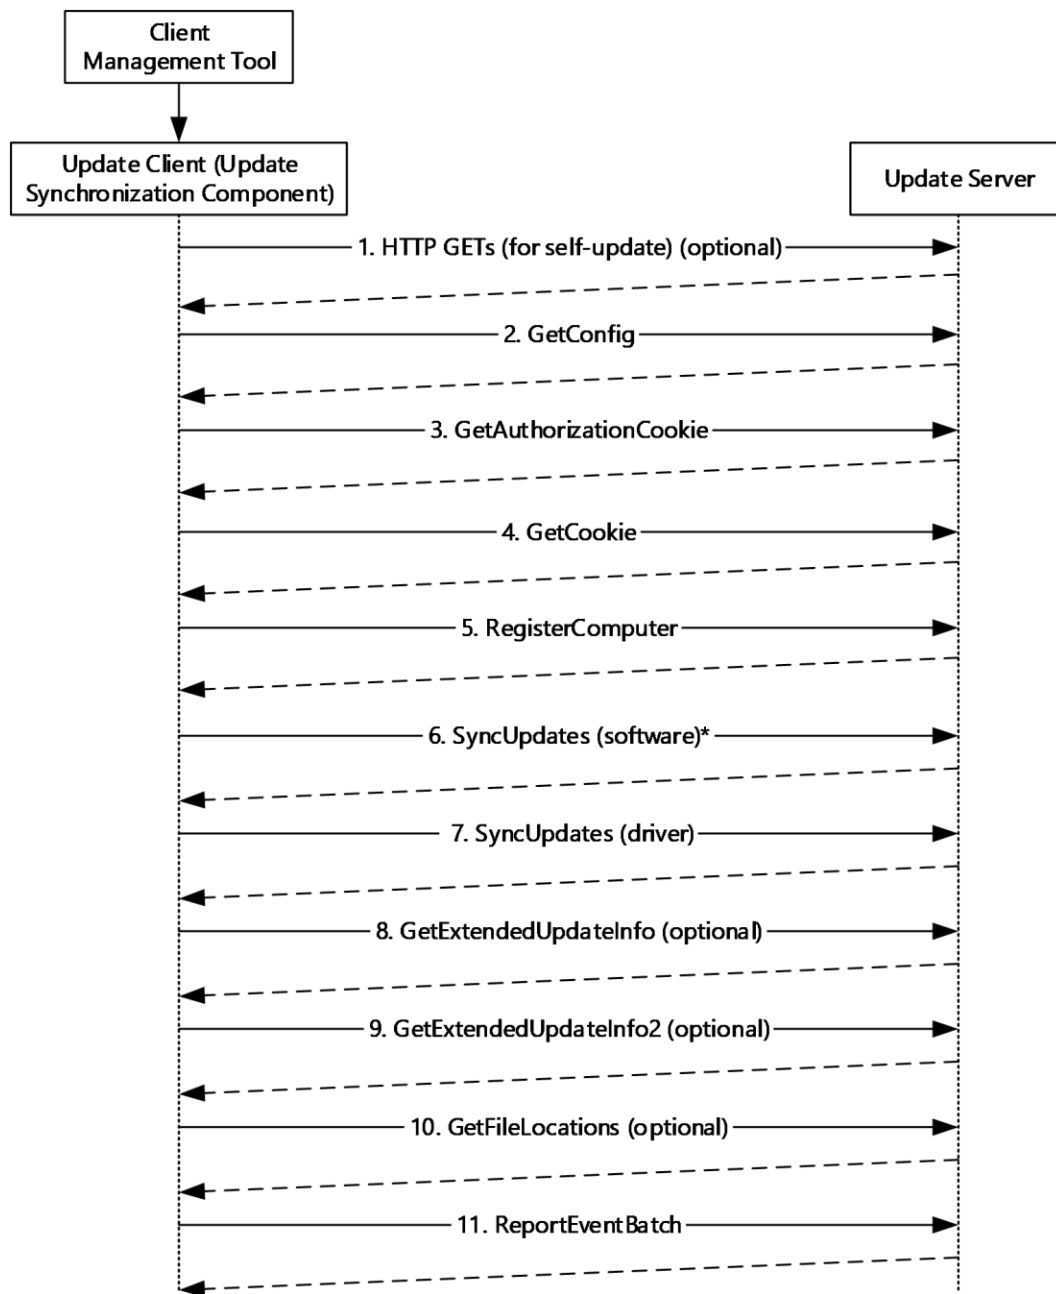 Client
Management Tool
Update Client (Update
Synchronization Component)
Update Server
1. HTTP GETs (for self-update) (optional)
2. GetConfig
3. GetAuthorizationCookie
4. GetCookie
5. RegisterComputer
6. SyncUpdates (software)*
7. SyncUpdates (driver)
8. GetExtendedUpdateInfo (optional)
9. GetExtendedUpdateInfo2 (optional)
10. GetFileLocations (optional)
11. ReportEventBatch